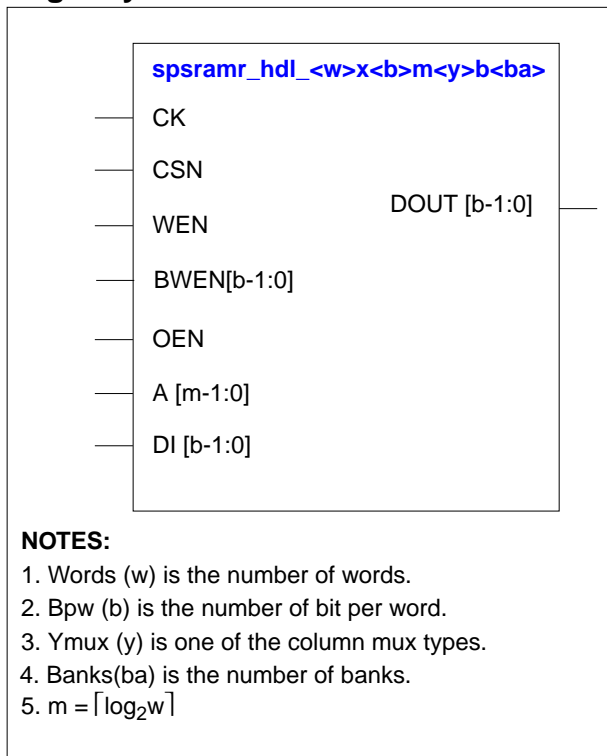 spsramr_hdl_<w>x<b>m<y>b<ba>
CK
CSN
WEN
BWEN[b-1:0]
OEN
A [m-1:0]
DI [b-1:0]
DOUT [b-1:0]
NOTES:
1. Words (w) is the number of words.
2. Bpw (b) is the number of bit per word.
3. Ymux (y) is one of the column mux types.
4. Banks(ba) is the number of banks.
5. m = ⌈log₂w⌉